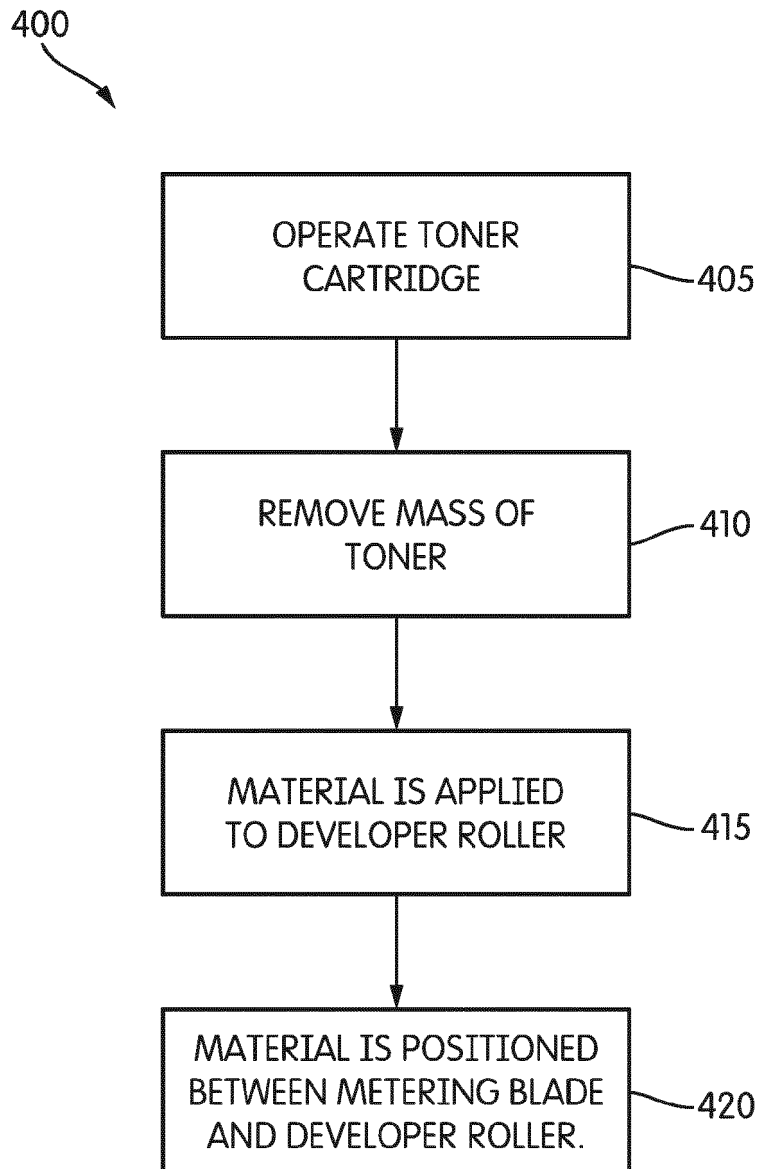 400
OPERATE TONER
CARTRIDGE
405
REMOVE MASS OF
TONER
410
MATERIAL IS APPLIED
TO DEVELOPER ROLLER
415
MATERIAL IS POSITIONED
BETWEEN METERING BLADE
AND DEVELOPER ROLLER.
420